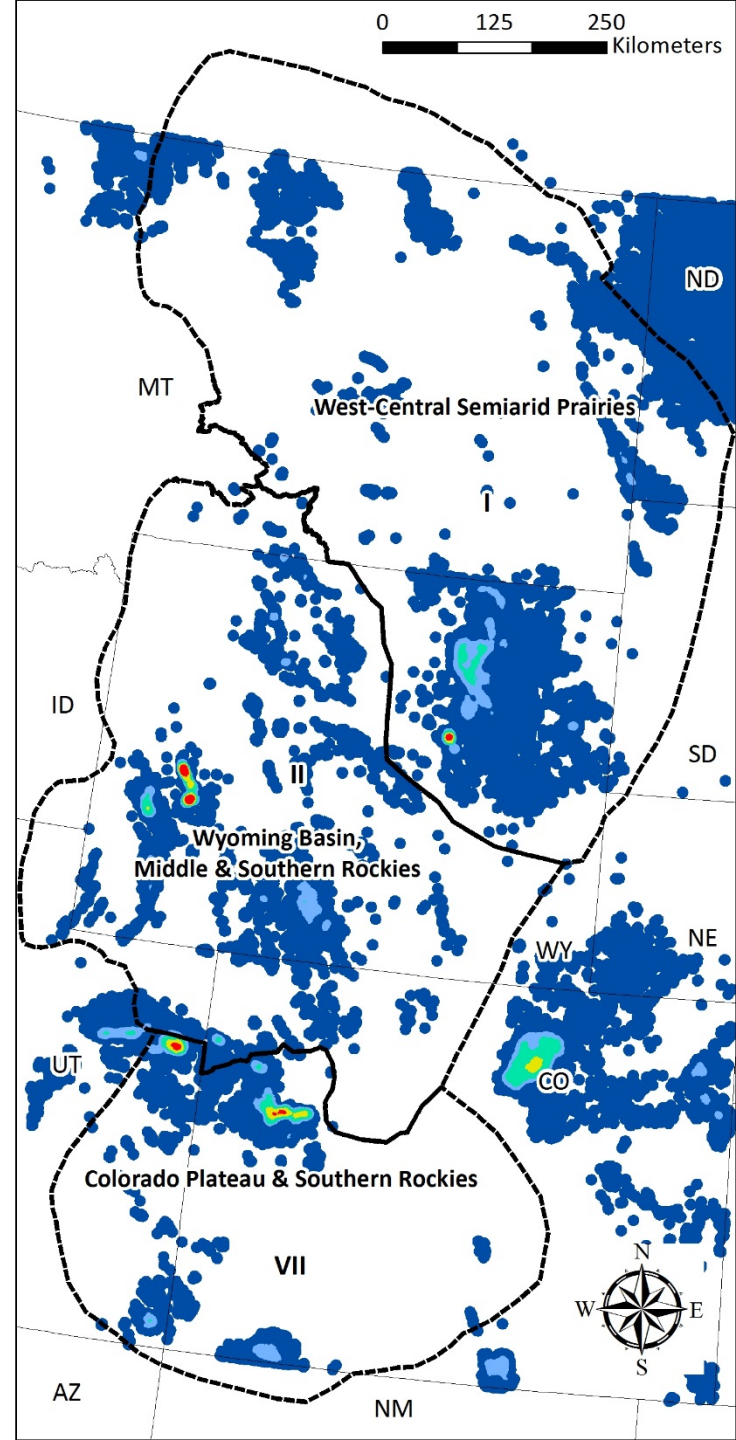 0 125 250
Kilometers
ND
MT
West-Central Semiarid Prairies
I
ID
SD
II
Wyoming Basin,
Middle & Southern Rockies
WY
NE
UT
CO
Colorado Plateau & Southern Rockies
VII
N
W E
S
AZ
NM